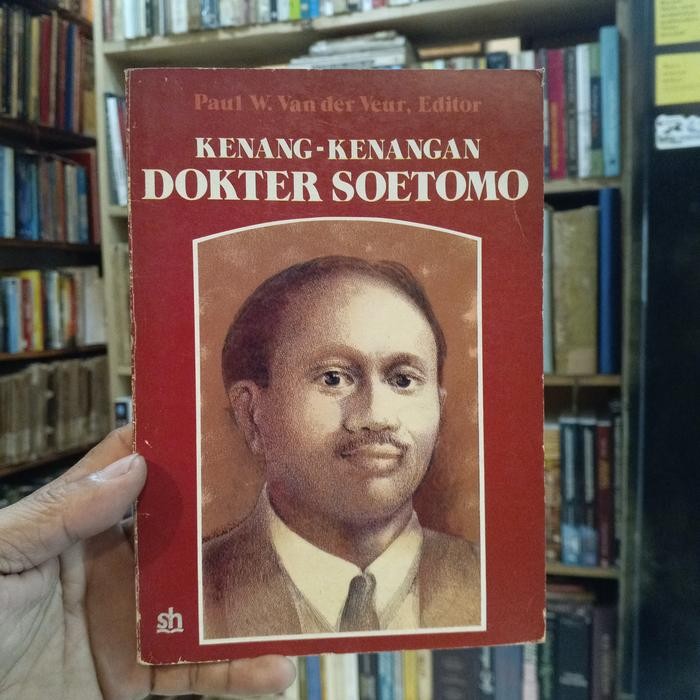 Paul W. Van der Veur, Editor
KENANG-KENANGAN
DOKTER SOETOMO
sh